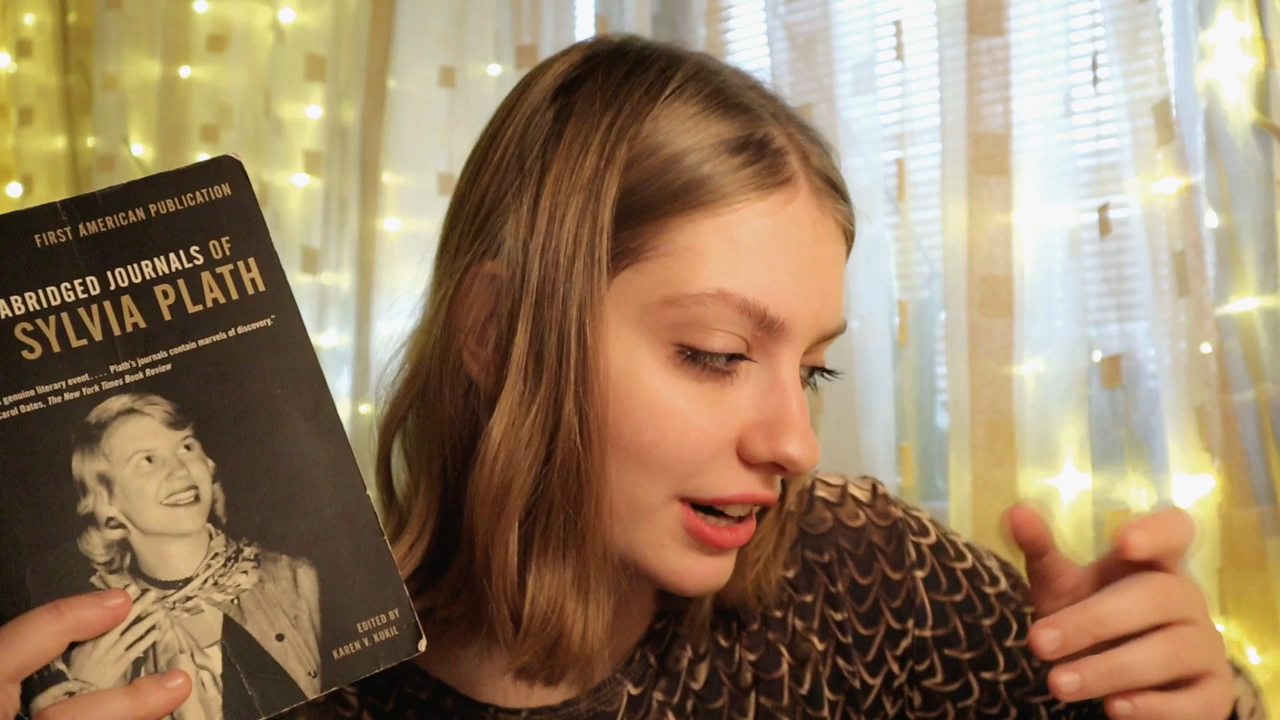 FIRST AMERICAN PUBLICATION
ABRIDGED JOURNALS OF
SYLVIA PLATH
genuine literary event.... Plath's journals contain marvels of discovery."
Oates, The New York Times Book Review
EDITED BY
KAREN V. KUKIL